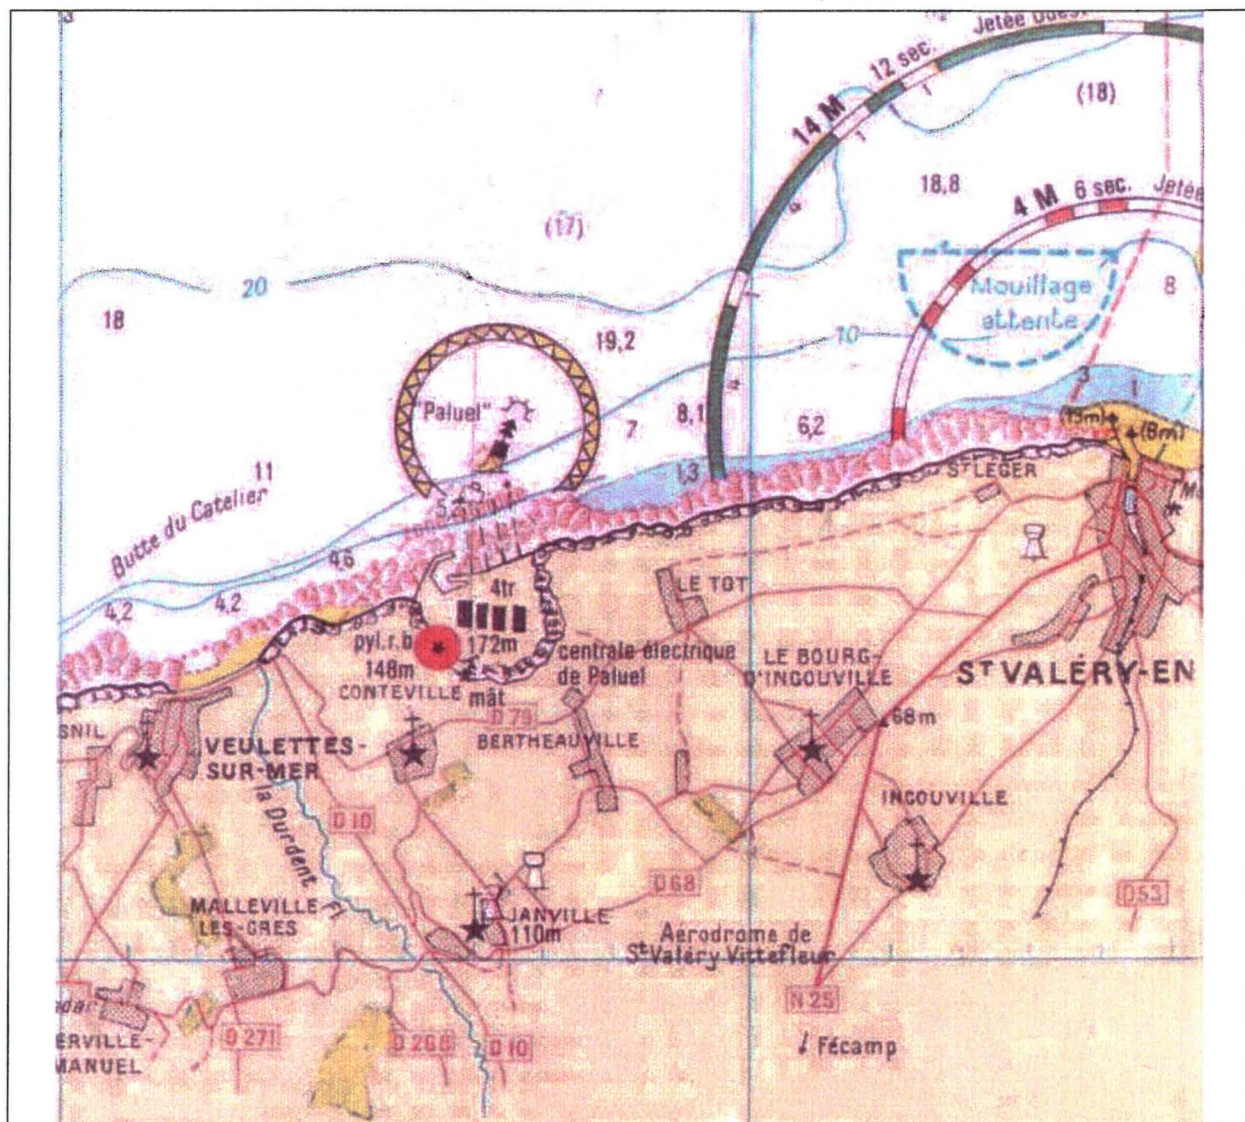 Jetée Ouest
12 sec.
14 M
(18)
18,8
4 M 6 sec. Jetée
(17)
20
Mouillage
attente
8
18
19,2
10
"Paluel"
7
8,1
6,2
3
1
(19m)
(8m)
11
1,3
St LEGER
Butte du Catelier
4,6
4,2
4,2
4tr
pyl.r.b
148m
172m
LE TOT
centrale électrique
de Paluel
LE BOURG-
D'INGOUVILLE
ST VALÉRY-EN
CONTEVILLE
mât
68m
SNIL
D 79
BERTHEAUVILLE
VEULETTES-
SUR-MER
INGOUVILLE
la Durdent
D 10
D 68
D 53
MALLEVILLE-
LES-GRES
JANVILLE
110m
Aérodrome de
St Valéry Vittefleur
N 25
ERVILLE-
MANUEL
D 271
D 268
D 10
Fécamp